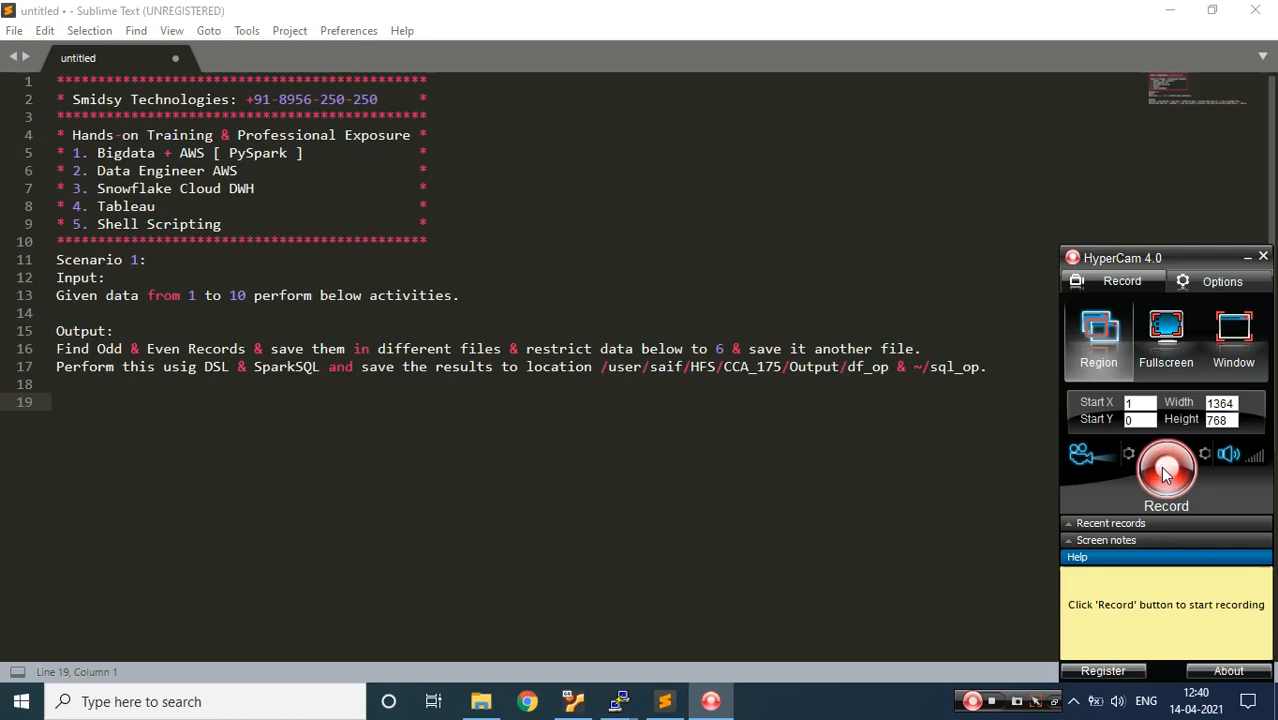 untitled • - Sublime Text (UNREGISTERED)
File Edit Selection Find View Goto Tools Project Preferences Help
untitled
1 *********************************************
2 * Smidsy Technologies: +91-8956-250-250 *
3 *********************************************
4 * Hands-on Training & Professional Exposure *
5 * 1. Bigdata + AWS [ PySpark ] *
6 * 2. Data Engineer AWS *
7 * 3. Snowflake Cloud DWH *
8 * 4. Tableau *
9 * 5. Shell Scripting *
10 *********************************************
11 Scenario 1:
12 Input:
13 Given data from 1 to 10 perform below activities.
14
15 Output:
16 Find Odd & Even Records & save them in different files & restrict data below to 6 & save it another file.
17 Perform this usig DSL & SparkSQL and save the results to location /user/saif/HFS/CCA_175/Output/df_op & ~/sql_op.
18
19
HyperCam 4.0
Record Options
Region Fullscreen Window
Start X 1 Width 1364
Start Y 0 Height 768
Record
Recent records
Screen notes
Help
Click 'Record' button to start recording
Register About
Line 19, Column 1
Type here to search
ENG
12:40
14-04-2021